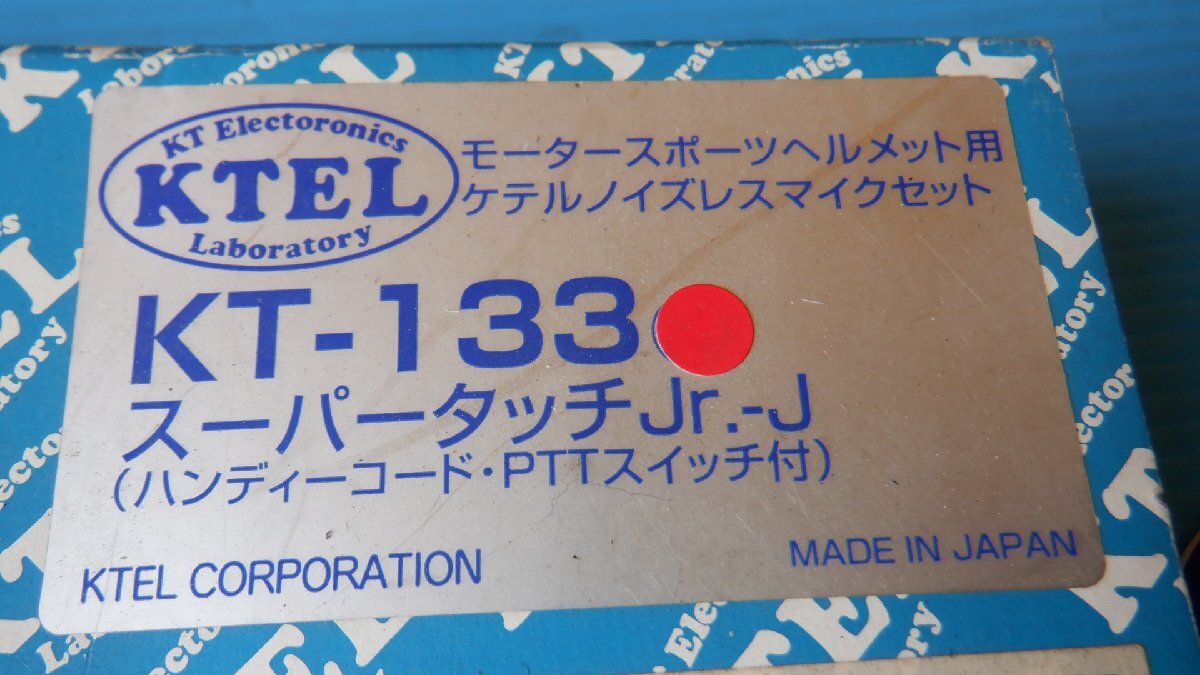 KT Electoronics
KTEL
Laboratory
モータースポーツヘルメット用
ケテルノイズレスマイクセット
KT-133
スーパータッチJr.-J
(ハンディーコード・PTTスイッチ付)
KTEL CORPORATION
MADE IN JAPAN